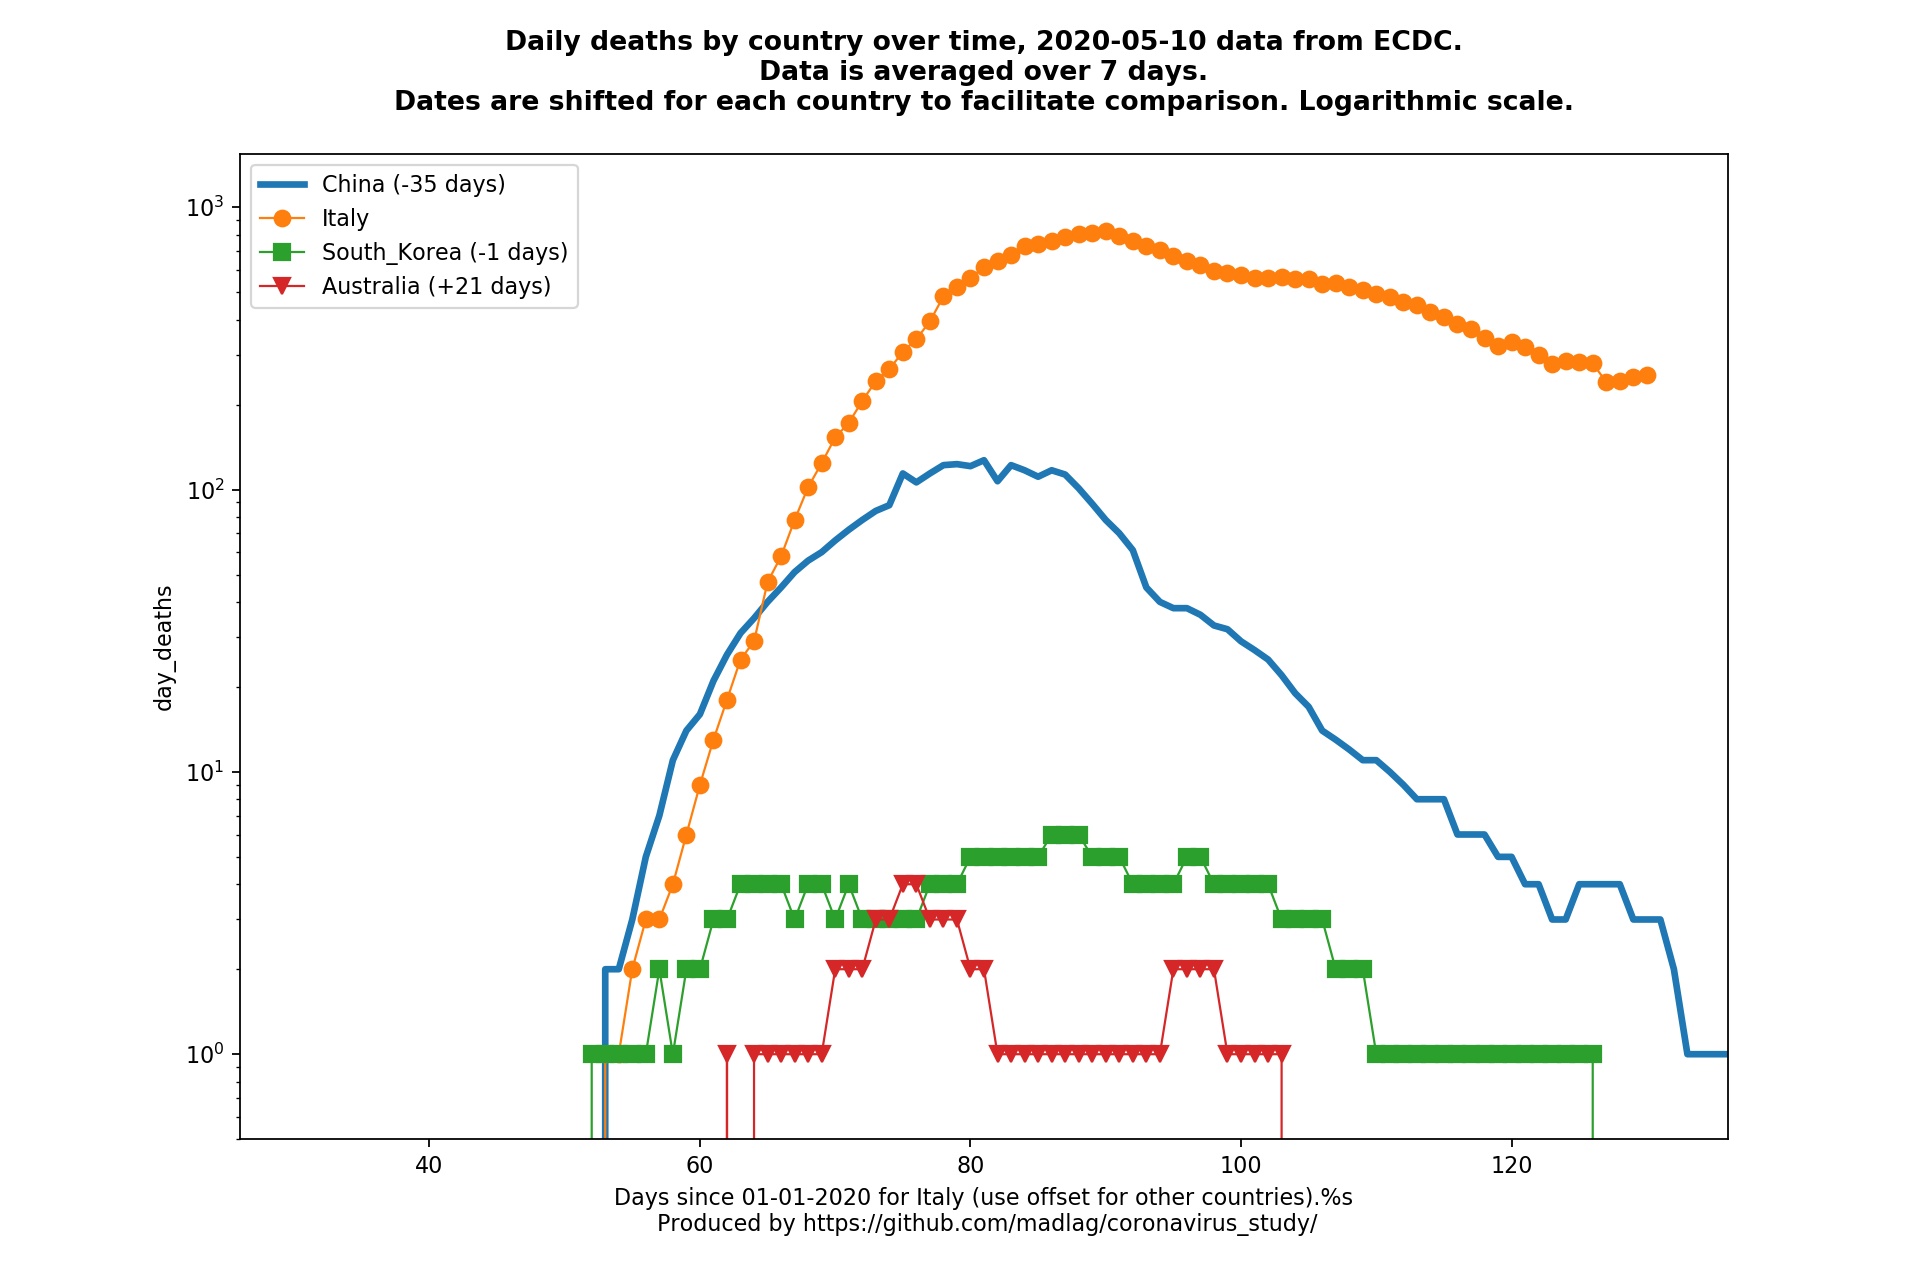 Daily deaths by country over time, 2020-05-10 data from ECDC.
Data is averaged over 7 days.
Dates are shifted for each country to facilitate comparison. Logarithmic scale.
China (-35 days)
Italy
South_Korea (-1 days)
Australia (+21 days)
10³
10²
10¹
10⁰
day_deaths
40 60 80 100 120
Days since 01-01-2020 for Italy (use offset for other countries).%s
Produced by https://github.com/madlag/coronavirus_study/